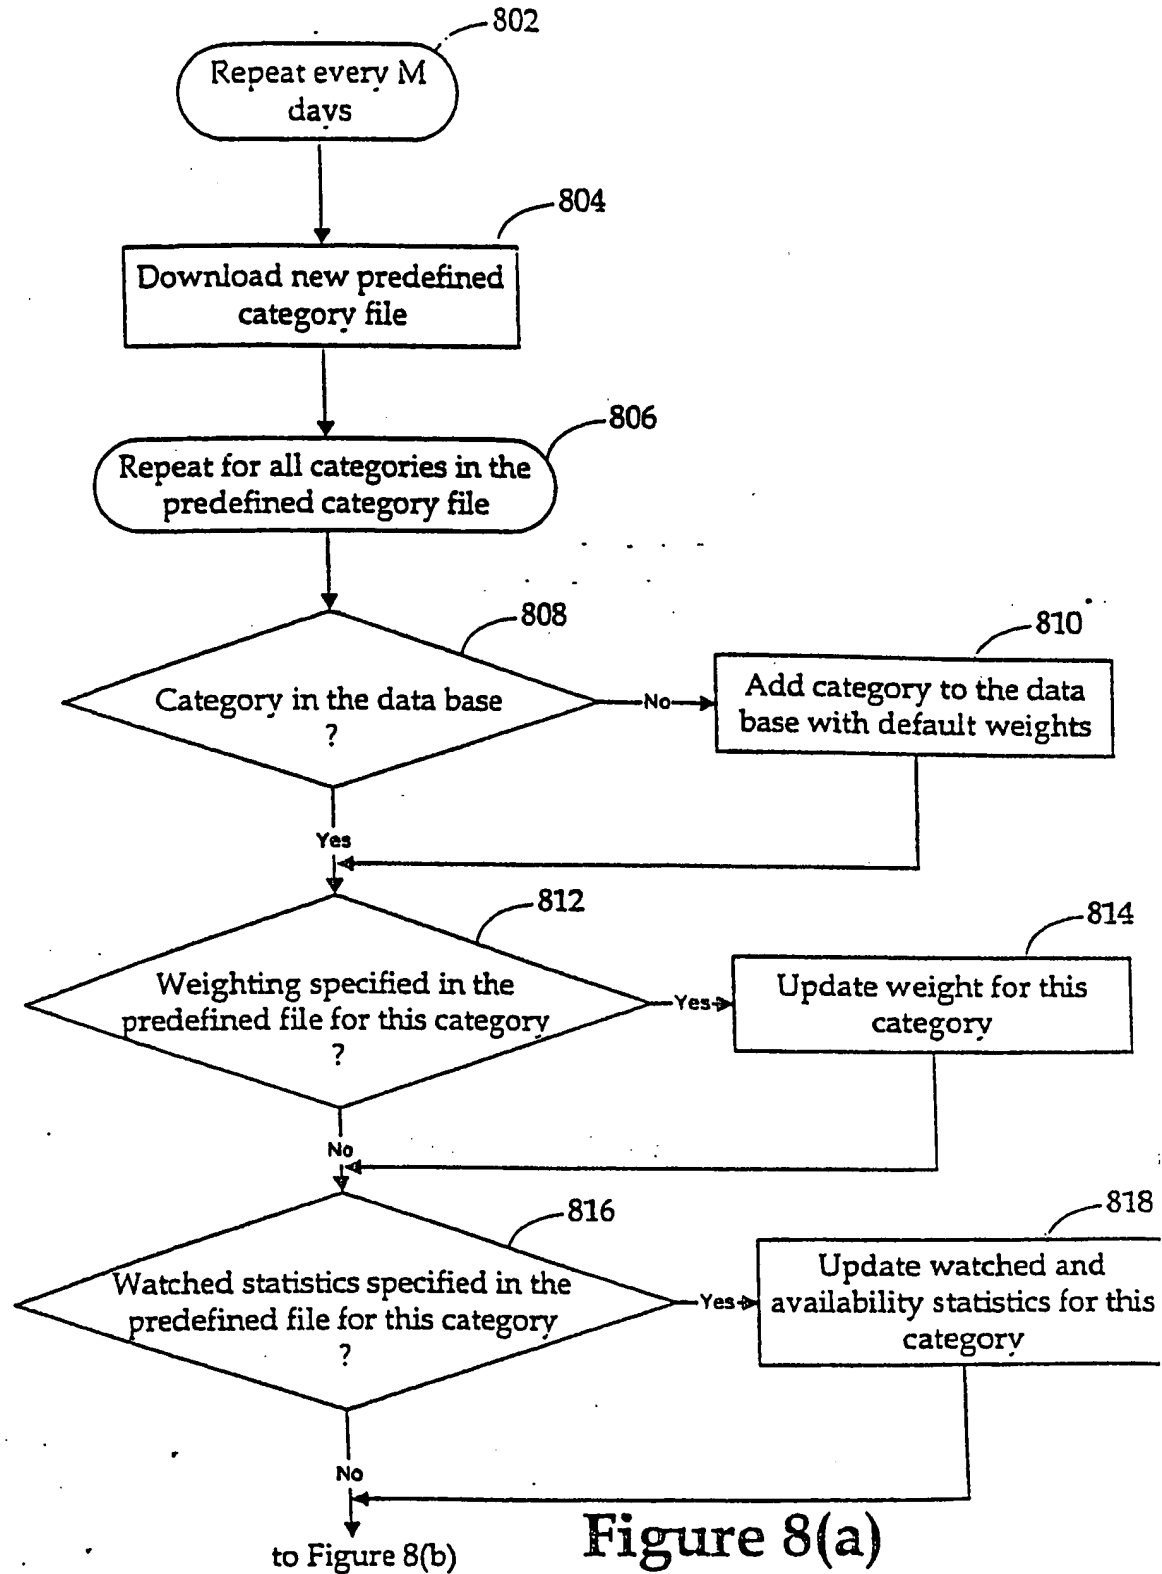 802
Repeat every M
days
804
Download new predefined
category file
806
Repeat for all categories in the
predefined category file
808
Category in the data base
?
No
810
Add category to the data
base with default weights
Yes
812
Weighting specified in the
predefined file for this category
?
Yes
814
Update weight for this
category
No
816
Watched statistics specified in the
predefined file for this category
?
Yes
818
Update watched and
availability statistics for this
category
No
to Figure 8(b)
Figure 8(a)